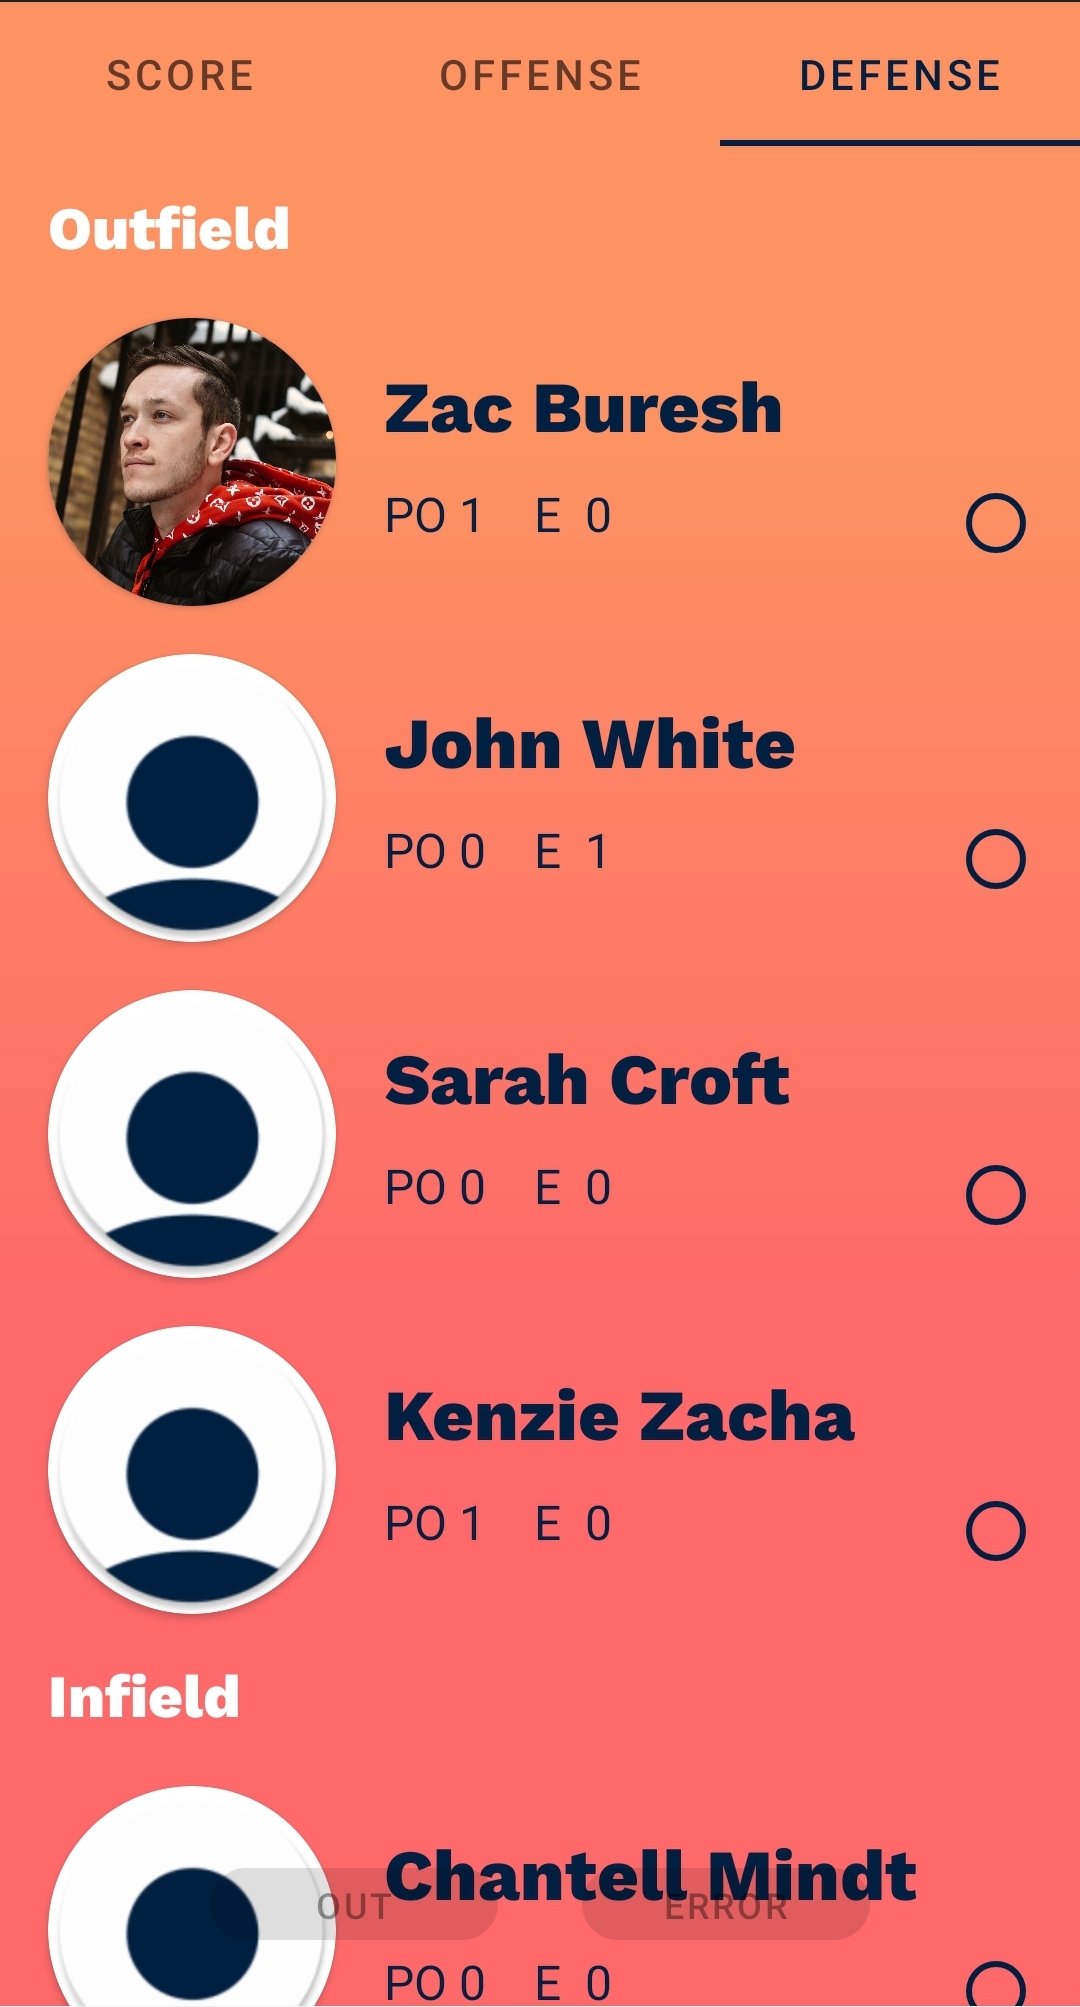 SCORE OFFENSE DEFENSE
Outfield
Zac Buresh
PO 1 E 0
John White
PO 0 E 1
Sarah Croft
PO 0 E 0
Kenzie Zacha
PO 1 E 0
Infield
Chantell Mindt
OUT ERROR
PO 0 E 0